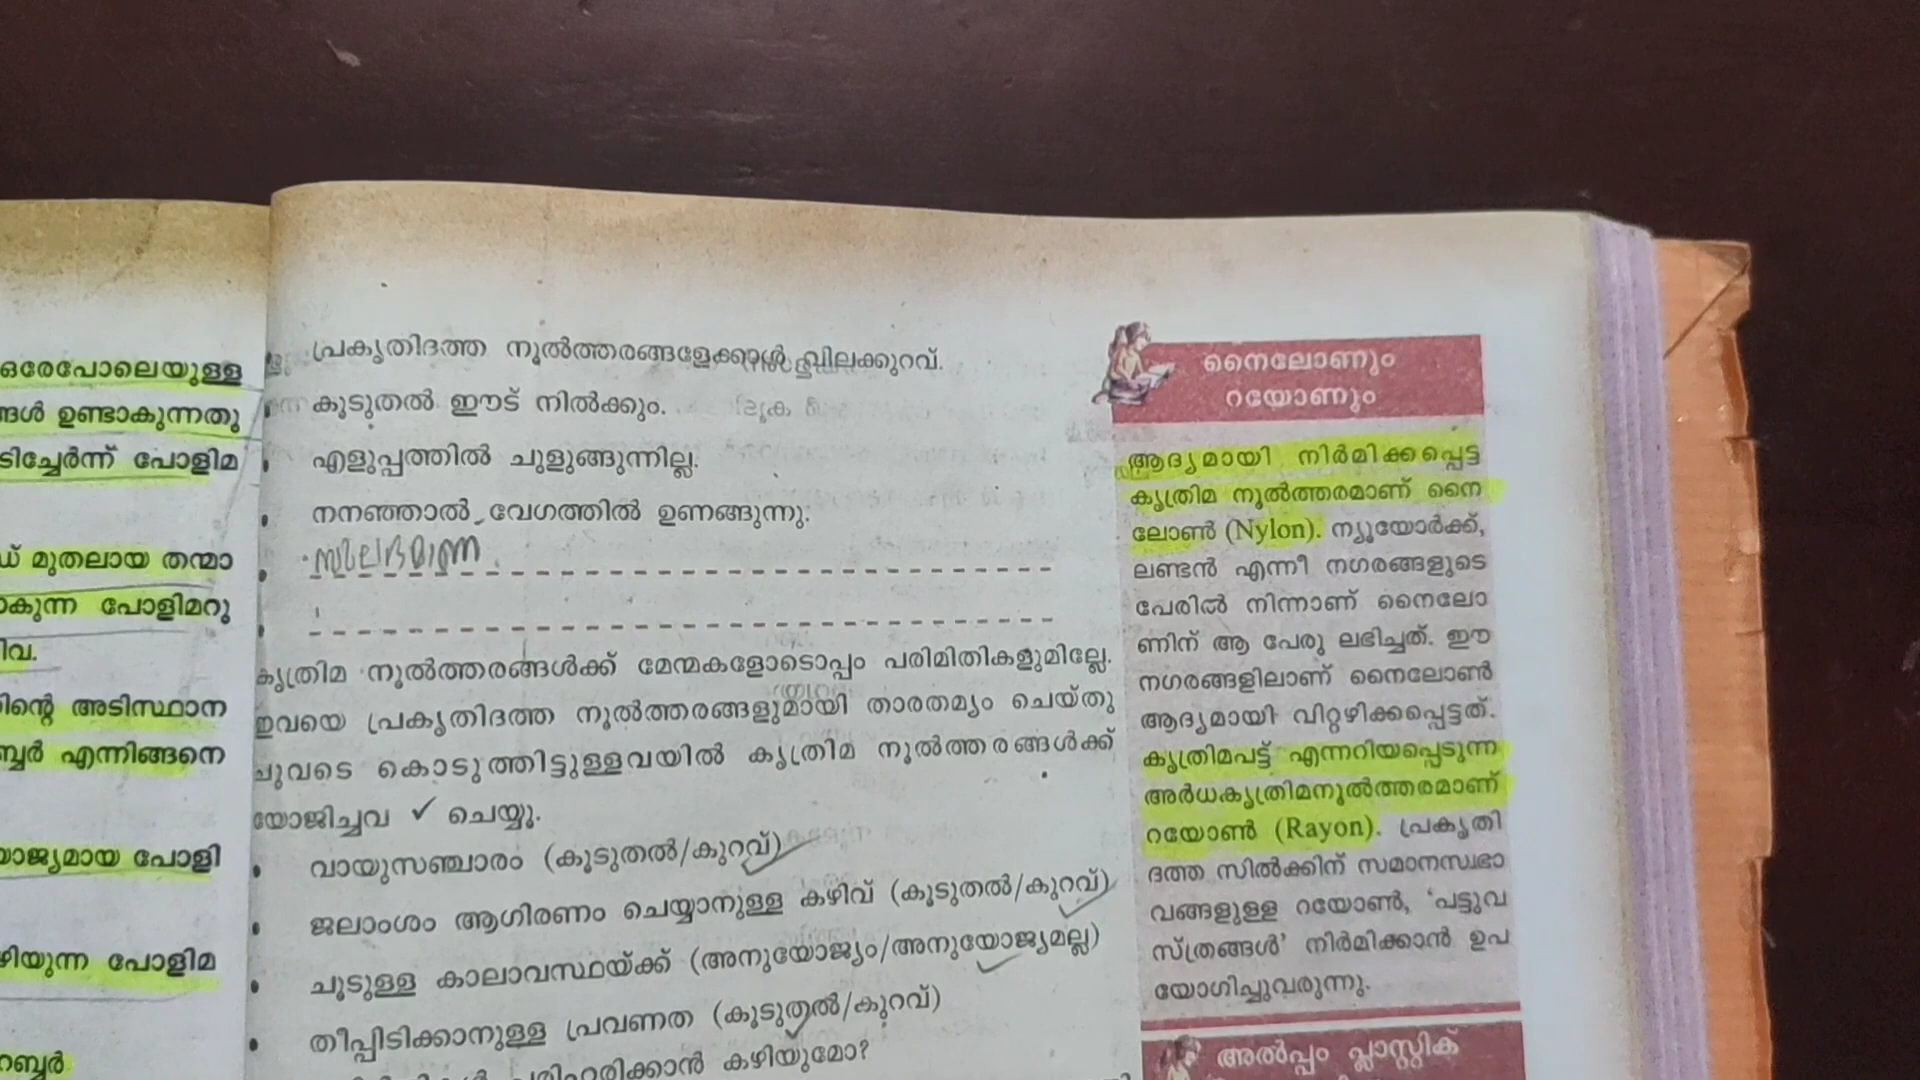 ഒരേപോലെയുള്ള
ങ്ങൾ ഉണ്ടാകുന്നതു
ടിച്ചേർന്ന് പോളിമ
ഡ് മുതലായ തന്മാ
കുന്ന പോളിമറു
ിവ.
ിന്റെ അടിസ്ഥാന
ബ്ബർ എന്നിങ്ങനെ
യോജ്യമായ പോളി
ഴിയുന്ന പോളിമ
റബ്ബർ
പ്രകൃതിദത്ത നൂൽത്തരങ്ങളേക്കാൾ വിലക്കുറവ്.
• കൂടുതൽ ഈട് നിൽക്കും.
• എളുപ്പത്തിൽ ചുളുങ്ങുന്നില്ല.
• നനഞ്ഞാൽ വേഗത്തിൽ ഉണങ്ങുന്നു.
• സുലഭമാണ്
കൃത്രിമ നൂൽത്തരങ്ങൾക്ക് മേന്മകളോടൊപ്പം പരിമിതികളുമില്ലേ.
ഇവയെ പ്രകൃതിദത്ത നൂൽത്തരങ്ങളുമായി താരതമ്യം ചെയ്തു
ചുവടെ കൊടുത്തിട്ടുള്ളവയിൽ കൃത്രിമ നൂൽത്തരങ്ങൾക്ക്
യോജിച്ചവ ✓ ചെയ്യൂ.
• വായുസഞ്ചാരം (കൂടുതൽ/കുറവ്)
• ജലാംശം ആഗിരണം ചെയ്യാനുള്ള കഴിവ് (കൂടുതൽ/കുറവ്)
• ചൂടുള്ള കാലാവസ്ഥയ്ക്ക് (അനുയോജ്യം/അനുയോജ്യമല്ല)
• തീപ്പിടിക്കാനുള്ള പ്രവണത (കൂടുതൽ/കുറവ്)
പരിഹരിക്കാൻ കഴിയുമോ?
നൈലോണും
റയോണും
ആദ്യമായി നിർമിക്കപ്പെട്ട
കൃത്രിമ നൂൽത്തരമാണ് നൈ
ലോൺ (Nylon). ന്യൂയോർക്ക്,
ലണ്ടൻ എന്നീ നഗരങ്ങളുടെ
പേരിൽ നിന്നാണ് നൈലോ
ണിന് ആ പേരു ലഭിച്ചത്. ഈ
നഗരങ്ങളിലാണ് നൈലോൺ
ആദ്യമായി വിറ്റഴിക്കപ്പെട്ടത്.
കൃത്രിമപട്ട് എന്നറിയപ്പെടുന്ന
അർധകൃത്രിമനൂൽത്തരമാണ്
റയോൺ (Rayon). പ്രകൃതി
ദത്ത സിൽക്കിന് സമാനസ്വഭാ
വങ്ങളുള്ള റയോൺ, ‘പട്ടുവ
സ്ത്രങ്ങൾ’ നിർമിക്കാൻ ഉപ
യോഗിച്ചുവരുന്നു.
അൽപ്പം പ്ലാസ്റ്റിക്